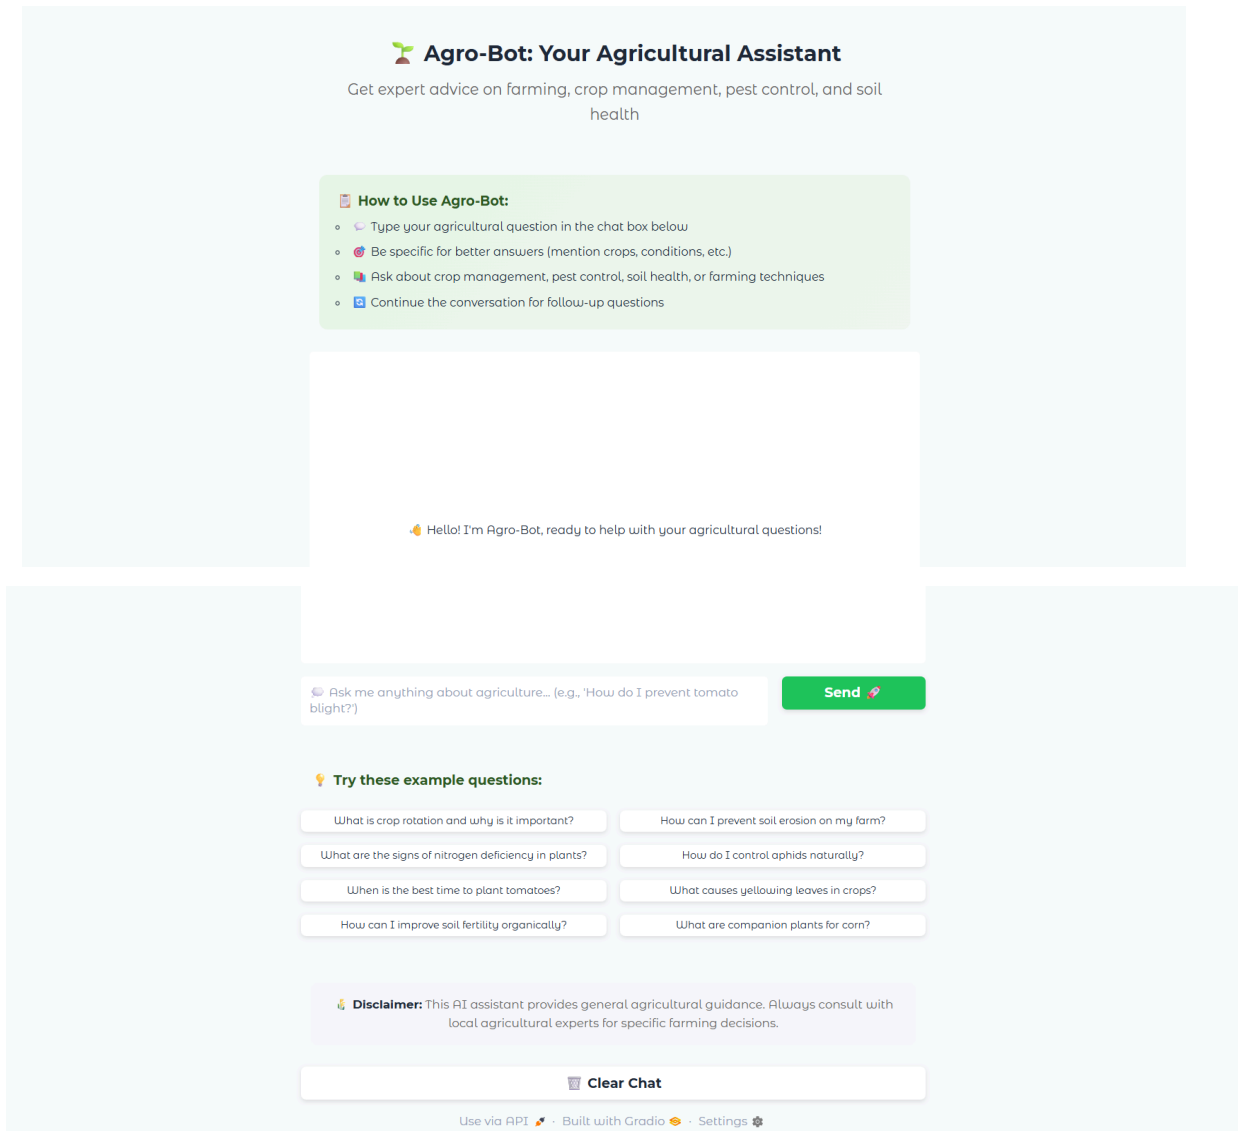 🌱 Agro-Bot: Your Agricultural Assistant
Get expert advice on farming, crop management, pest control, and soil
health
📋 How to Use Agro-Bot:
💬 Type your agricultural question in the chat box below
🎯 Be specific for better answers (mention crops, conditions, etc.)
📚 Ask about crop management, pest control, soil health, or farming techniques
🔄 Continue the conversation for follow-up questions
👋 Hello! I'm Agro-Bot, ready to help with your agricultural questions!
💬 Ask me anything about agriculture... (e.g., 'How do I prevent tomato
blight?')
Send 🚀
💡 Try these example questions:
What is crop rotation and why is it important?
How can I prevent soil erosion on my farm?
What are the signs of nitrogen deficiency in plants?
How do I control aphids naturally?
When is the best time to plant tomatoes?
What causes yellowing leaves in crops?
How can I improve soil fertility organically?
What are companion plants for corn?
Disclaimer: This AI assistant provides general agricultural guidance. Always consult with
local agricultural experts for specific farming decisions.
🗑️ Clear Chat
Use via API 🚀 · Built with Gradio · Settings ⚙️